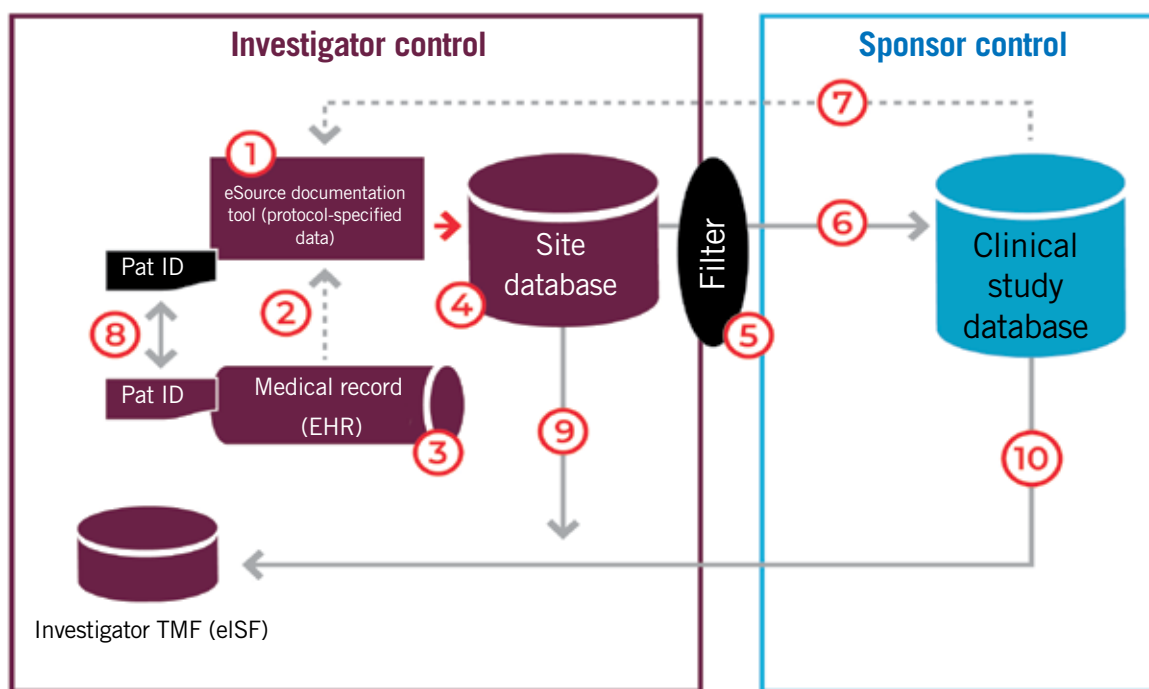 Investigator control
Sponsor control
7
1
eSource documentation
tool (protocol-specified
data)
Pat ID
2
8
4
Site
database
Filter
5
6
Clinical
study
database
Pat ID
Medical record
(EHR)
3
9
10
Investigator TMF (eISF)